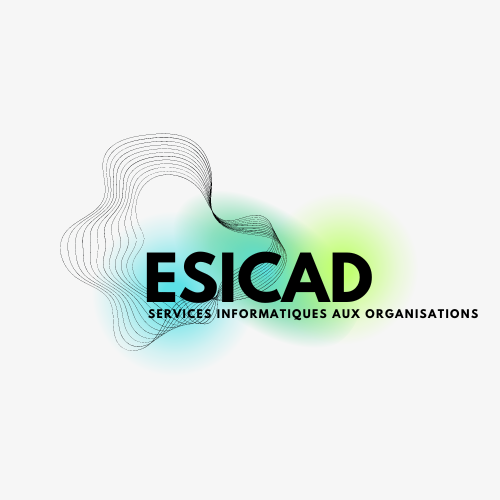 ESICAD
SERVICES INFORMATIQUES AUX ORGANISATIONS